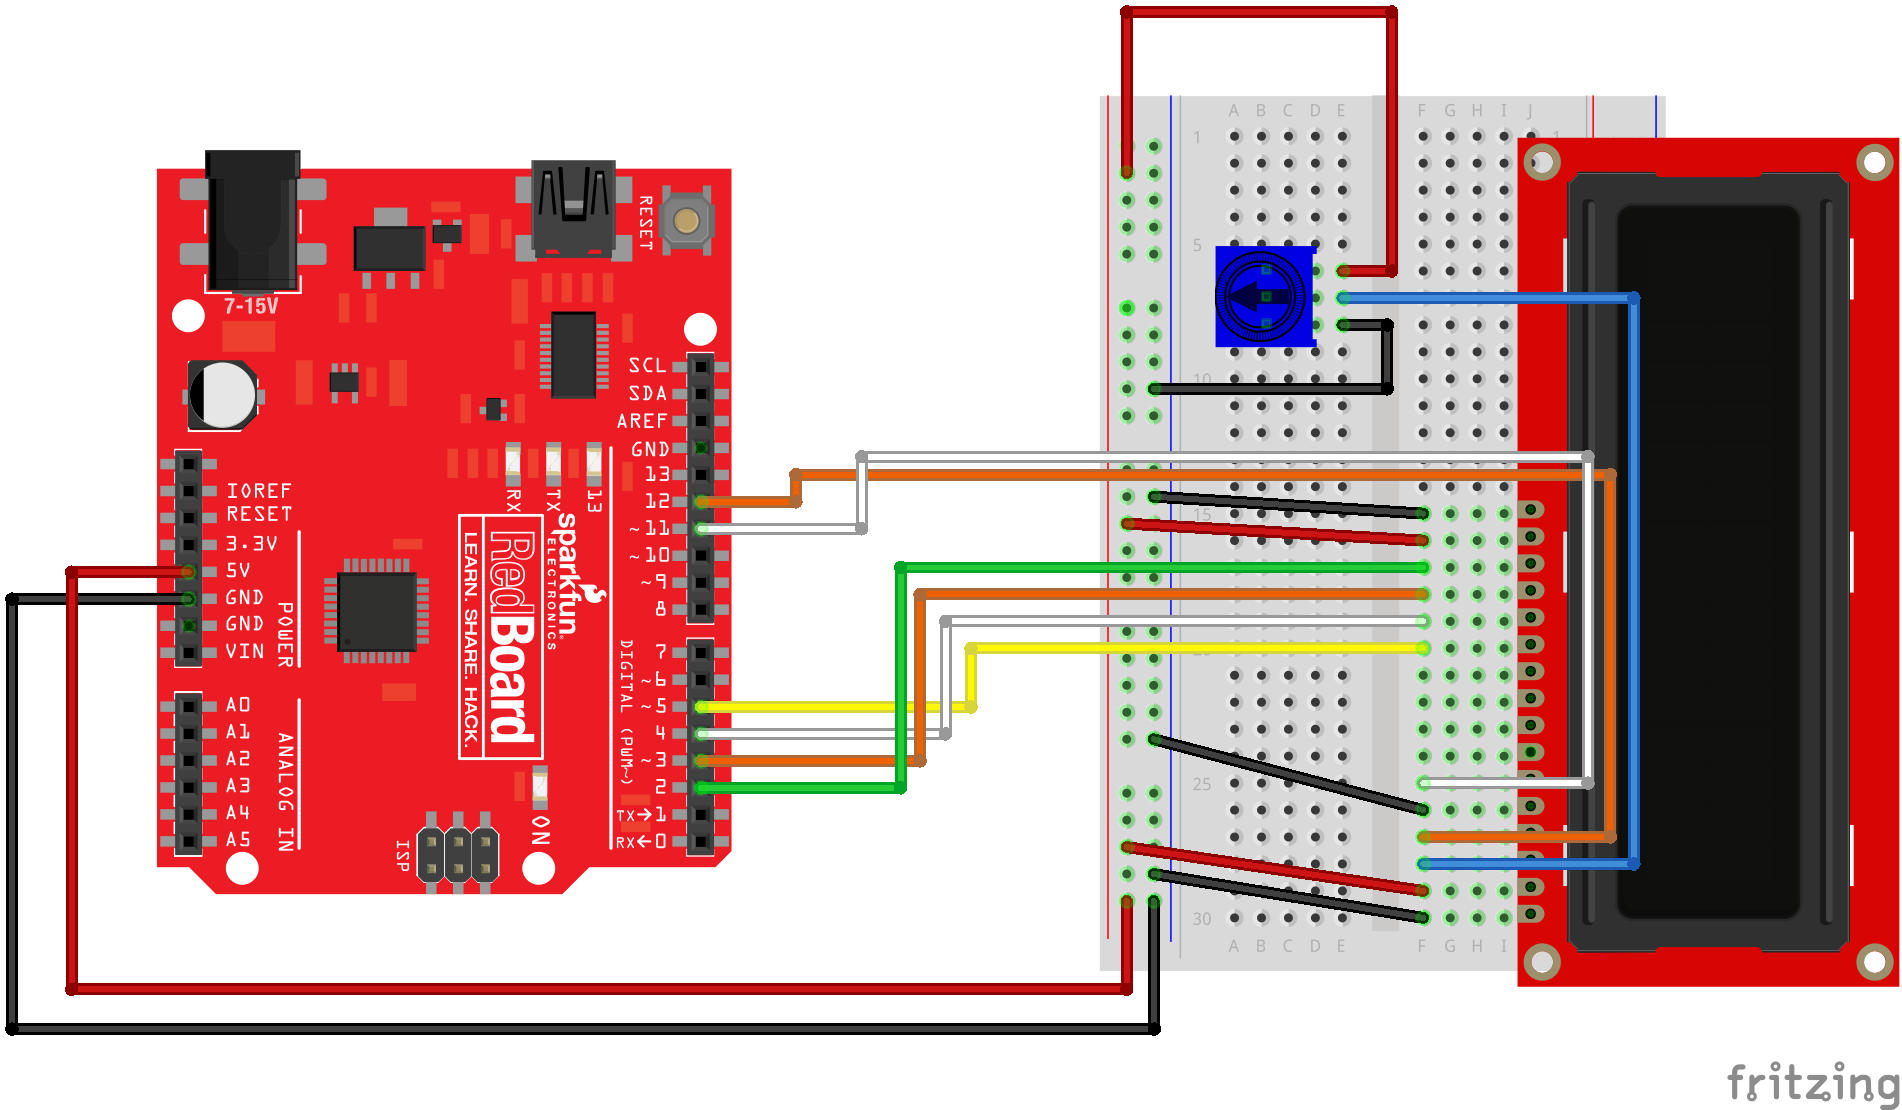 7-15V
RESET
SCL
SDA
AREF
GND
13
12
~11
~10
~9
8
7
~6
~5
4
~3
2
TX→1
RX←0
DIGITAL (PWM~)
IOREF
RESET
3.3V
5V
GND
GND
VIN
POWER
A0
A1
A2
A3
A4
A5
ANALOG IN
RX
TX
13
sparkfun
ELECTRONICS
RedBoard
LEARN. SHARE. HACK.
ON
ISP
A B C D E F G H I J
1 1
5
10
15
25
30
A B C D E F G H I
fritzing